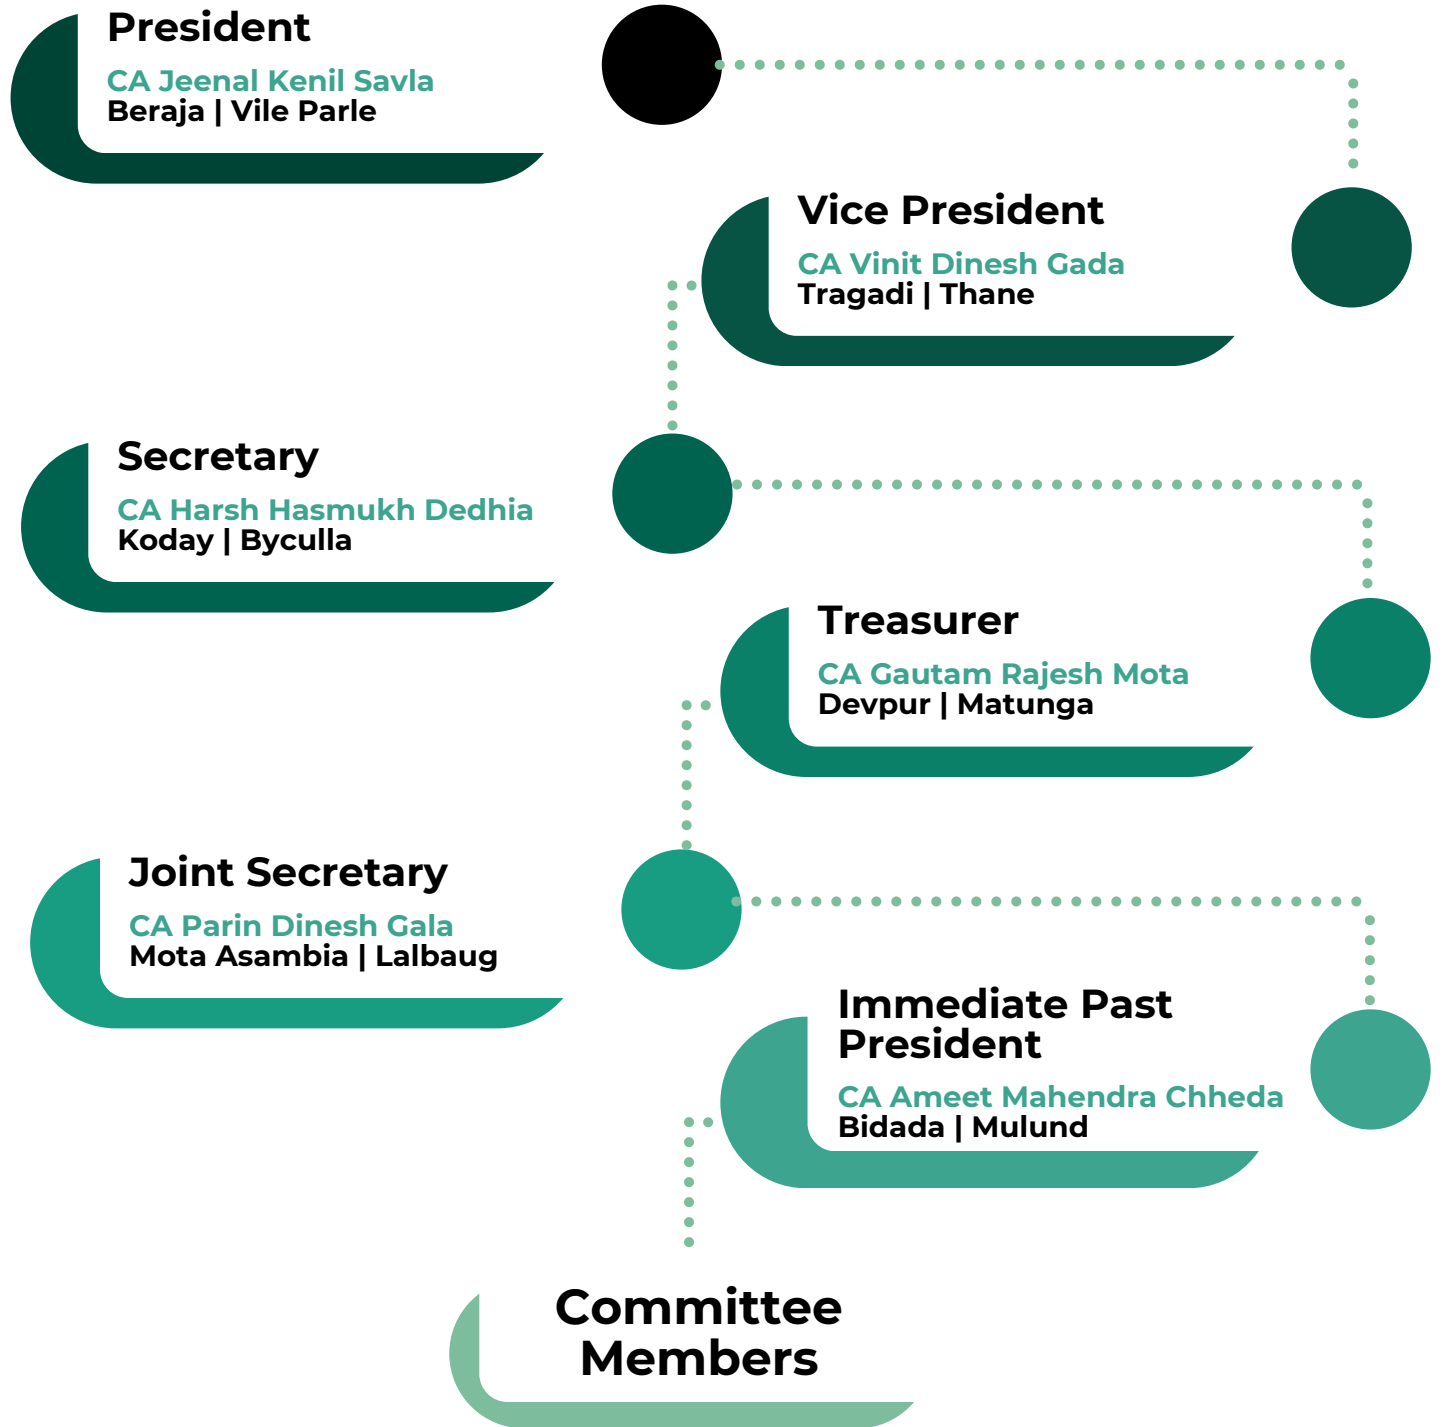 President
CA Jeenal Kenil Savla
Beraja | Vile Parle
Vice President
CA Vinit Dinesh Gada
Tragadi | Thane
Secretary
CA Harsh Hasmukh Dedhia
Koday | Byculla
Treasurer
CA Gautam Rajesh Mota
Devpur | Matunga
Joint Secretary
CA Parin Dinesh Gala
Mota Asambia | Lalbaug
Immediate Past
President
CA Ameet Mahendra Chheda
Bidada | Mulund
Committee
Members